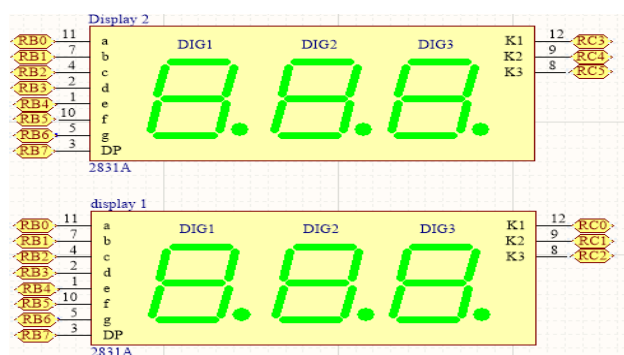 Display 2
RB0 11 a DIG1 DIG2 DIG3 K1 12 RC3
RB1 7 b K2 9 RC4
RB2 4 c K3 8 RC5
RB3 2 d
RB4 1 e
RB5 10 f
RB6 5 g
RB7 3 DP
2831A
display 1
RB0 11 a DIG1 DIG2 DIG3 K1 12 RC0
RB1 7 b K2 9 RC1
RB2 4 c K3 8 RC2
RB3 2 d
RB4 1 e
RB5 10 f
RB6 5 g
RB7 3 DP
2831A